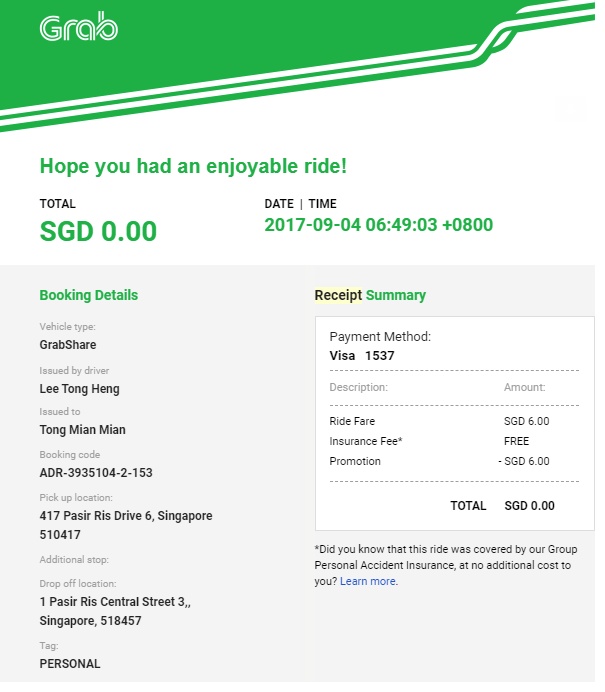 Grab
Hope you had an enjoyable ride!
TOTAL
SGD 0.00
DATE | TIME
2017-09-04 06:49:03 +0800
Booking Details
Vehicle type:
GrabShare
Issued by driver
Lee Tong Heng
Issued to
Tong Mian Mian
Booking code
ADR-3935104-2-153
Pick up location:
417 Pasir Ris Drive 6, Singapore
510417
Additional stop:
Drop off location:
1 Pasir Ris Central Street 3,,
Singapore, 518457
Tag:
PERSONAL
Receipt Summary
Payment Method:
Visa 1537
Description: Amount:
Ride Fare SGD 6.00
Insurance Fee* FREE
Promotion - SGD 6.00
TOTAL SGD 0.00
*Did you know that this ride was covered by our Group
Personal Accident Insurance, at no additional cost to
you? Learn more.